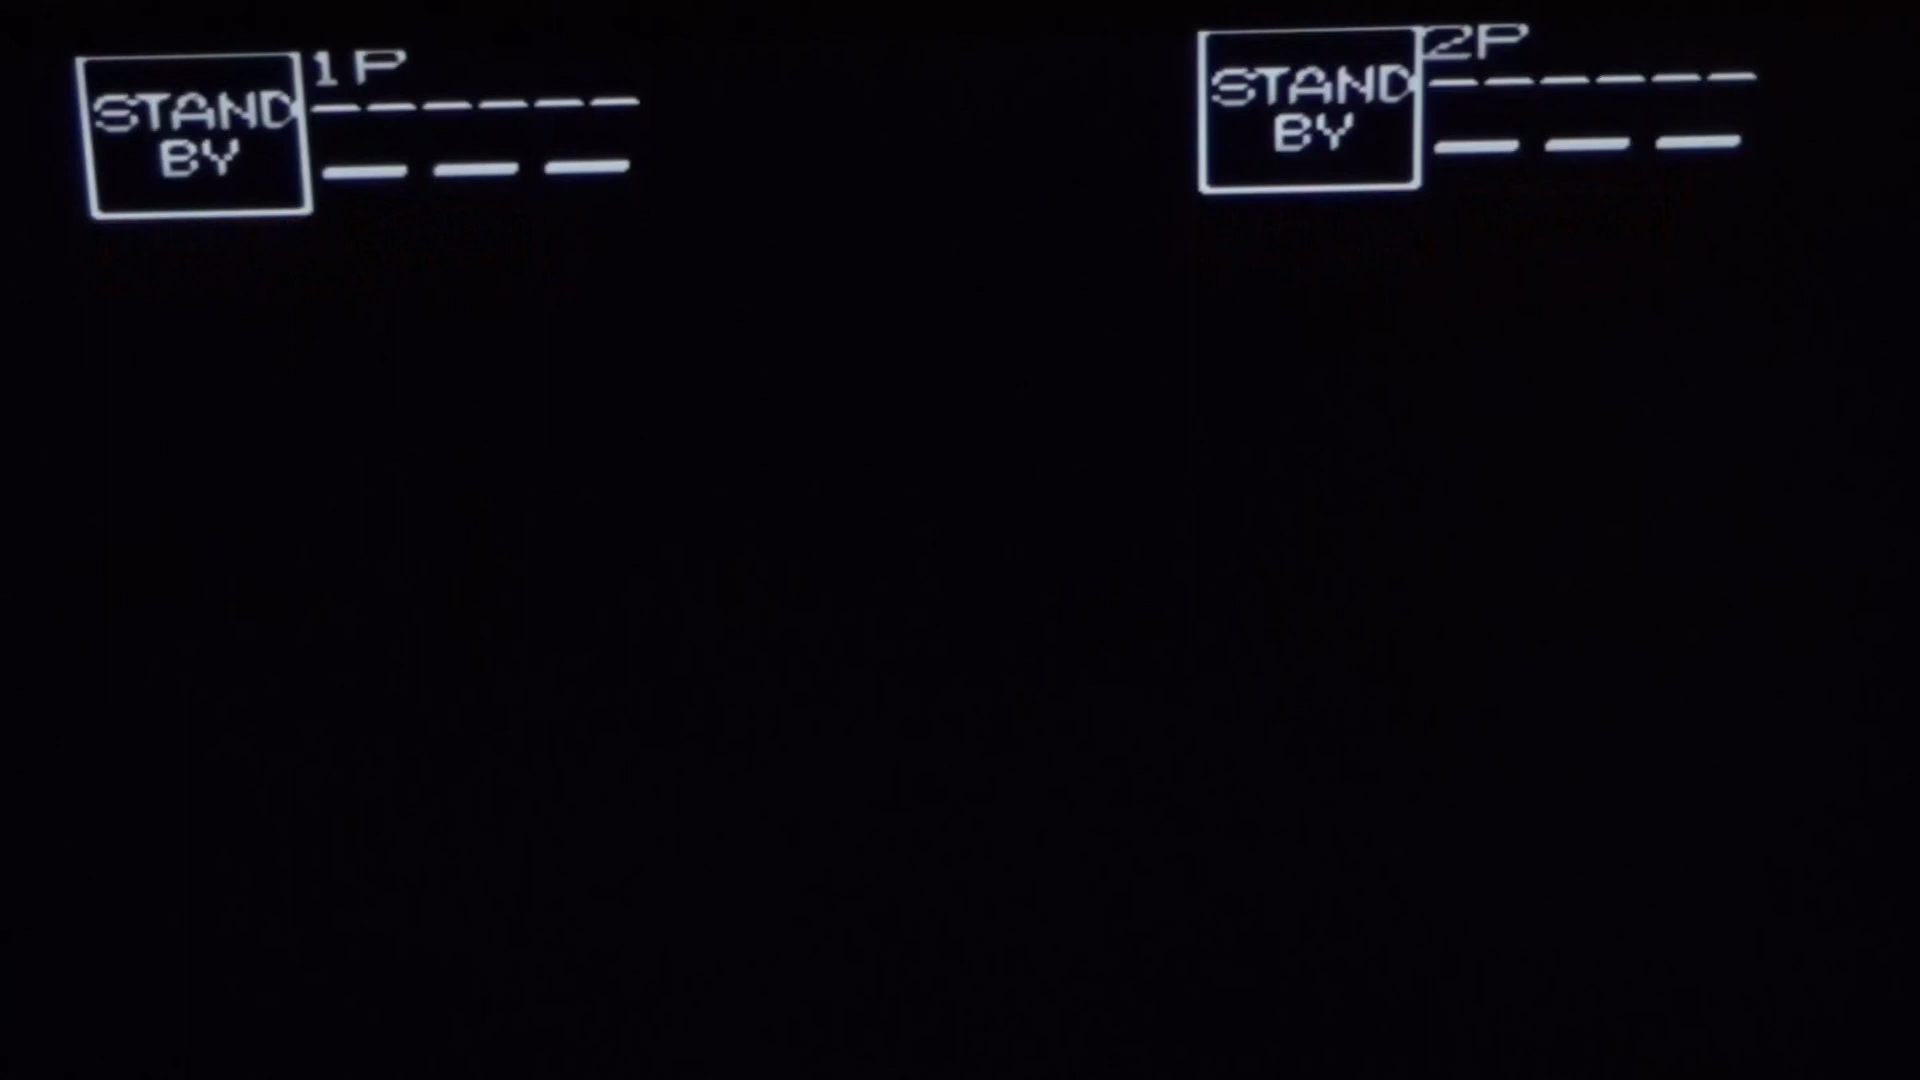 STAND BY
1P
------
---
STAND BY
2P
------
---